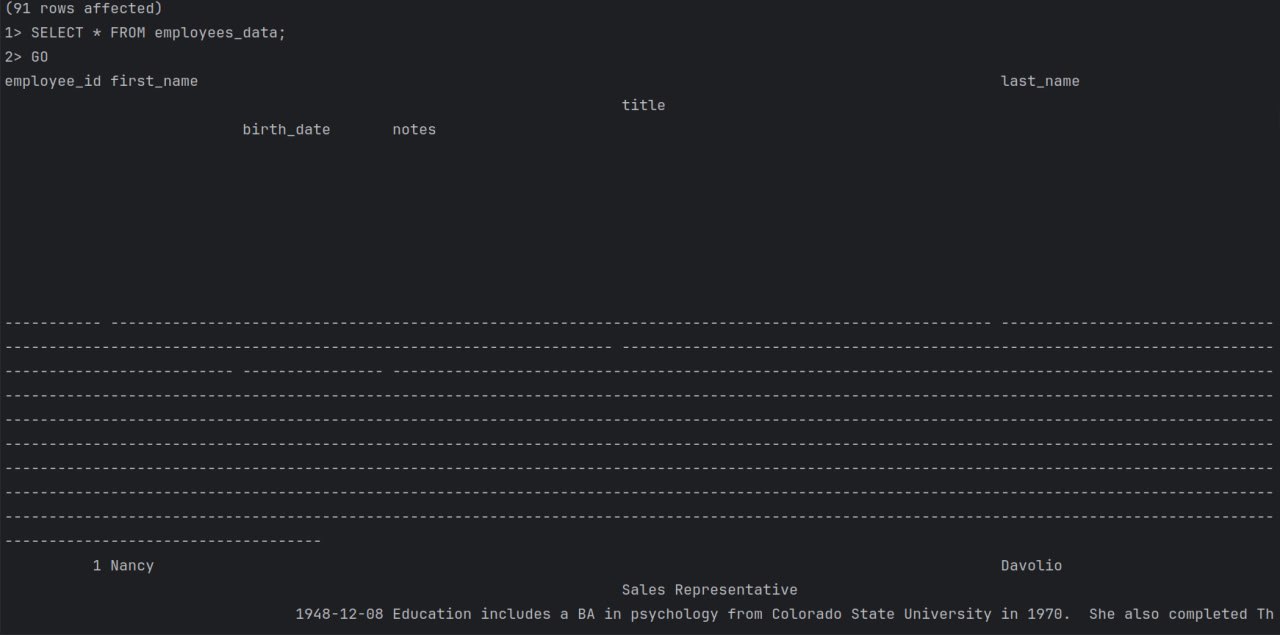 (91 rows affected)
1> SELECT * FROM employees_data;
2> GO
employee_id first_name last_name
title
birth_date notes
----------- ---------------------------------------------------------------------------------------------------- -------------------------------
--------------------------------------------------------------------- --------------------------------------------------------------------------
-------------------------- ---------------- ----------------------------------------------------------------------------------------------------
------------------------------------------------------------------------------------------------------------------------------------------------
------------------------------------------------------------------------------------------------------------------------------------------------
------------------------------------------------------------------------------------------------------------------------------------------------
------------------------------------------------------------------------------------------------------------------------------------------------
------------------------------------------------------------------------------------------------------------------------------------------------
------------------------------------------------------------------------------------------------------------------------------------------------
------------------------------------
1 Nancy Davolio
Sales Representative
1948-12-08 Education includes a BA in psychology from Colorado State University in 1970. She also completed Th